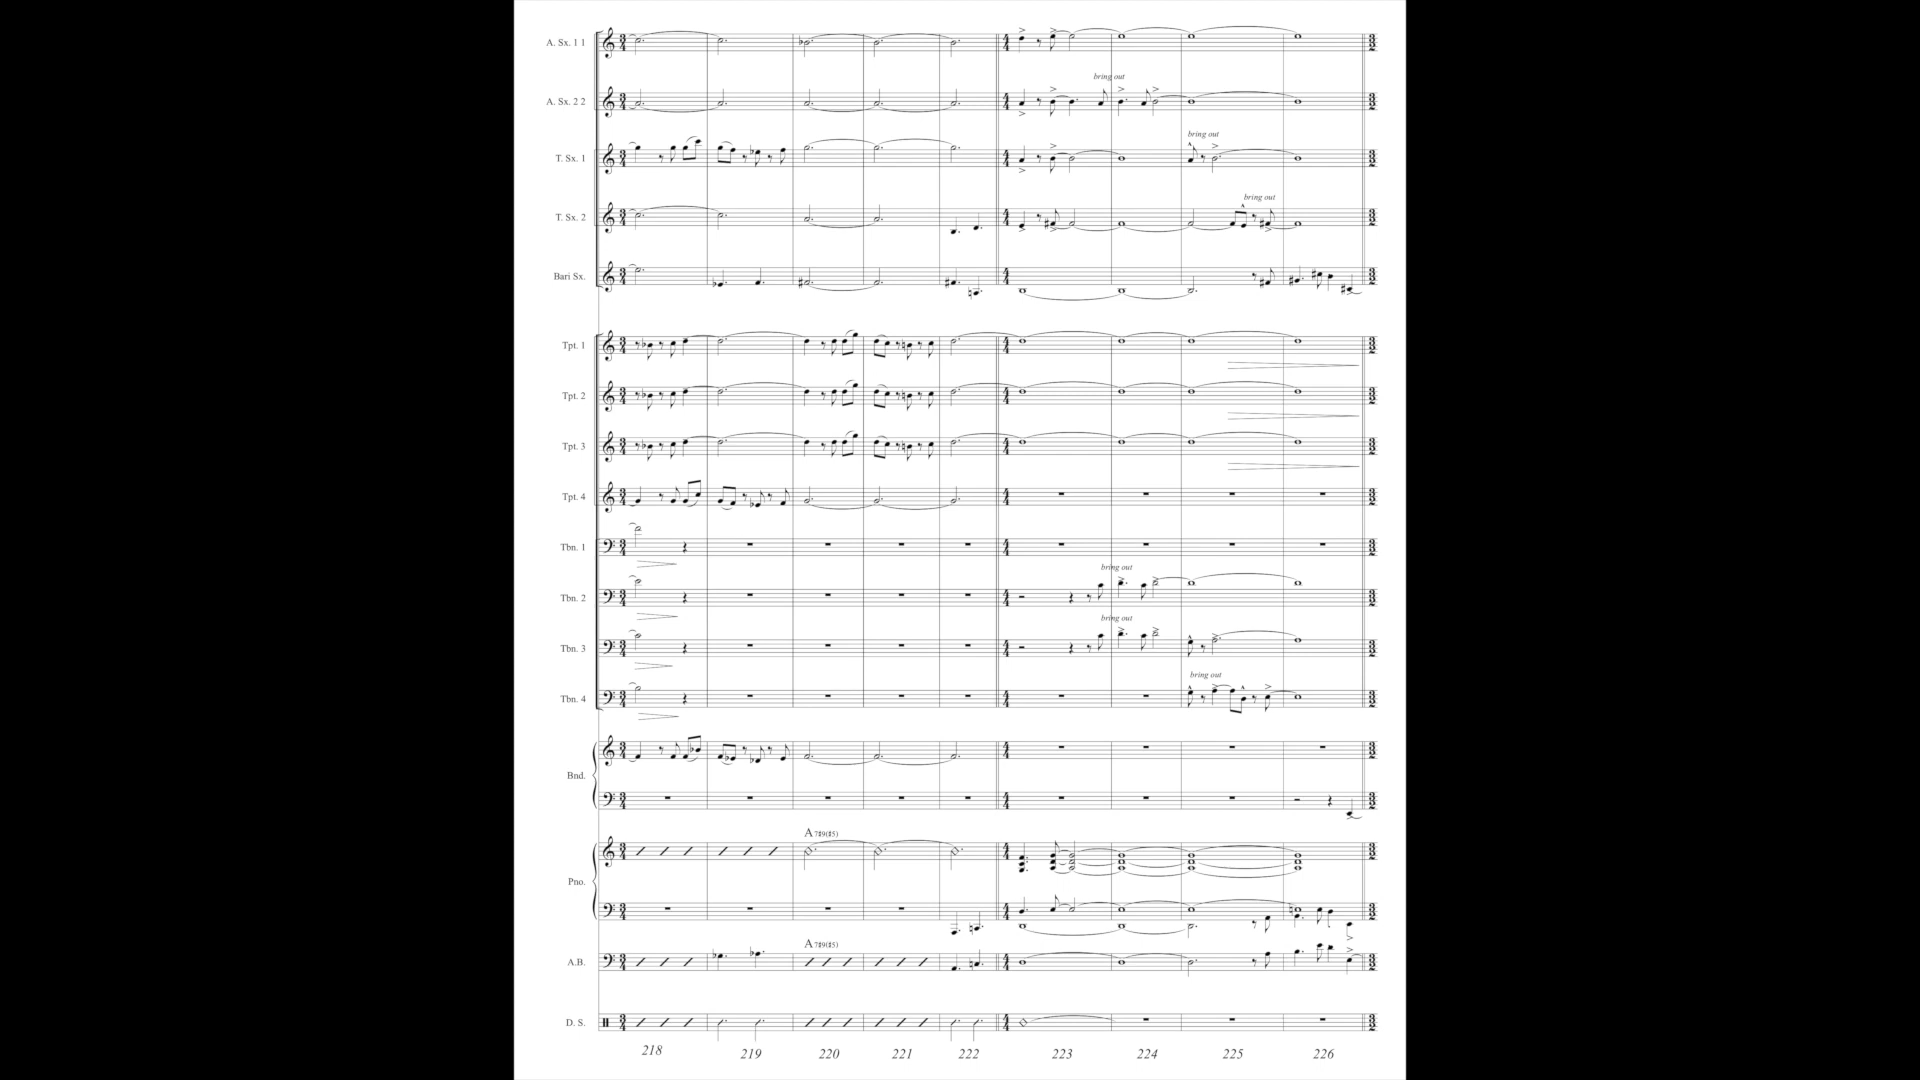 A. Sx. 1 1
bring out
A. Sx. 2 2
bring out
T. Sx. 1
bring out
T. Sx. 2
Bari Sx.
Tpt. 1
Tpt. 2
Tpt. 3
Tpt. 4
Tbn. 1
bring out
Tbn. 2
bring out
Tbn. 3
bring out
Tbn. 4
Bnd.
A7#9(#5)
Pno.
A7#9(#5)
A.B.
D. S.
218 219 220 221 222 223 224 225 226